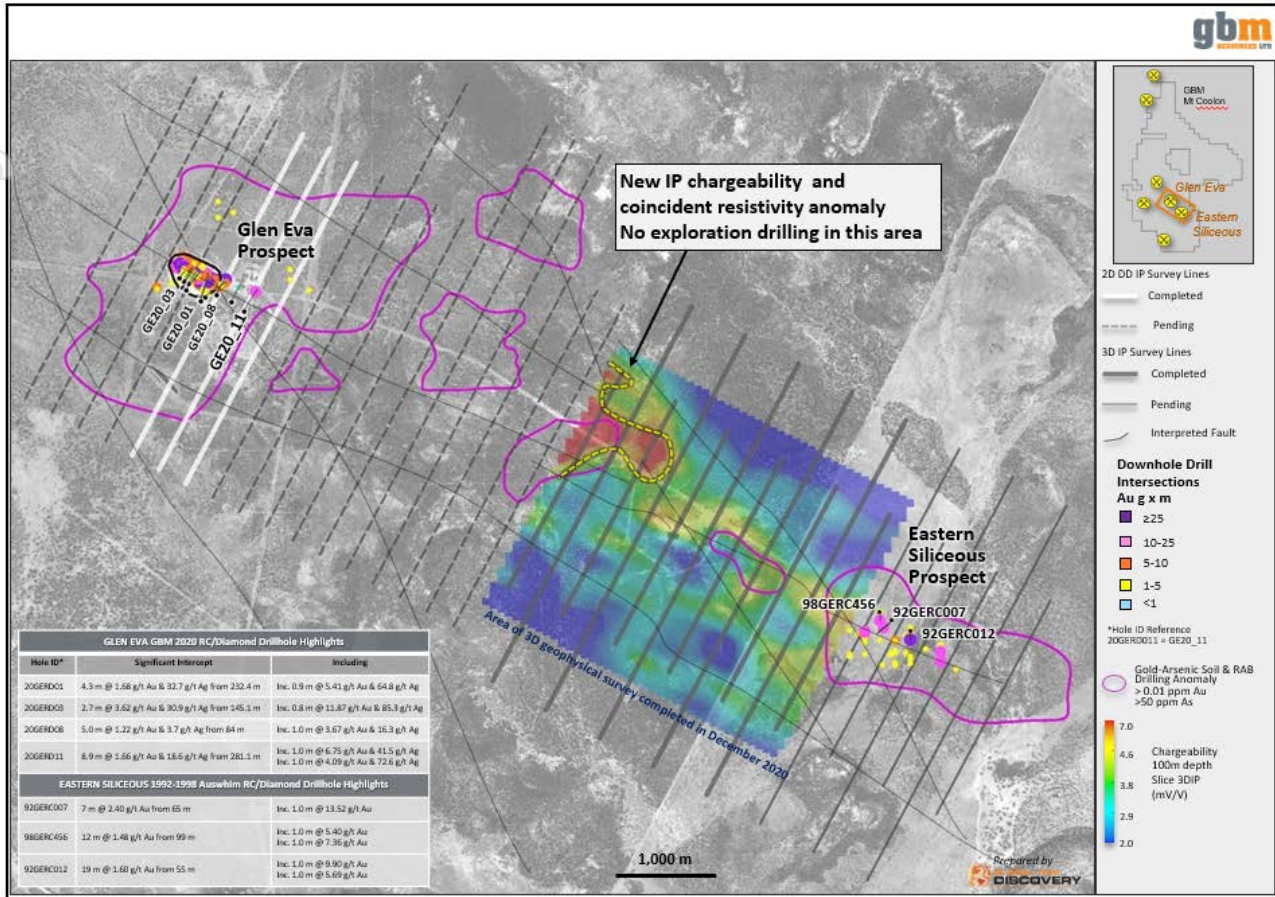 gbm
RESOURCES LTD
New IP chargeability and
coincident resistivity anomaly
No exploration drilling in this area
Glen Eva
Prospect
GE20_03
GE20_01
GE20_08
GE20_11
Eastern
Siliceous
Prospect
98GERC456
92GERC007
92GERC012
Area of 3D geophysical survey completed in December 2020
1,000 m
Prepared by
DISCOVERY
GLEN EVA GBM 2020 RC/Diamond Drillhole Highlights
Hole ID* Significant Intercept Including
20GERD01 4.3 m @ 1.68 g/t Au & 32.7 g/t Ag from 232.4 m Inc. 0.9 m @ 5.41 g/t Au & 64.8 g/t Ag
20GERD03 2.7 m @ 3.62 g/t Au & 30.9 g/t Ag from 145.1 m Inc. 0.8 m @ 11.87 g/t Au & 85.3 g/t Ag
20GERD08 5.0 m @ 1.22 g/t Au & 3.7 g/t Ag from 84 m Inc. 1.0 m @ 3.67 g/t Au & 16.3 g/t Ag
20GERD11 8.9 m @ 1.66 g/t Au & 18.6 g/t Ag from 281.1 m Inc. 1.0 m @ 6.75 g/t Au & 41.5 g/t Ag
Inc. 1.0 m @ 4.09 g/t Au & 72.6 g/t Ag
EASTERN SILICEOUS 1992-1998 Auswhim RC/Diamond Drillhole Highlights
92GERC007 7 m @ 2.40 g/t Au from 65 m Inc. 1.0 m @ 13.52 g/t Au
98GERC456 12 m @ 1.48 g/t Au from 99 m Inc. 1.0 m @ 5.40 g/t Au
Inc. 1.0 m @ 7.36 g/t Au
92GERC012 19 m @ 1.60 g/t Au from 55 m Inc. 1.0 m @ 9.90 g/t Au
Inc. 1.0 m @ 5.69 g/t Au
GBM
Mt Coolon
Glen Eva
Eastern
Siliceous
2D DD IP Survey Lines
Completed
Pending
3D IP Survey Lines
Completed
Pending
Interpreted Fault
Downhole Drill
Intersections
Au g x m
≥25
10-25
5-10
1-5
<1
*Hole ID Reference
20GERD011 = GE20_11
Gold-Arsenic Soil & RAB
Drilling Anomaly
> 0.01 ppm Au
>50 ppm As
7.0
4.6
3.8
2.9
2.0
Chargeability
100m depth
Slice 3DIP
(mV/V)